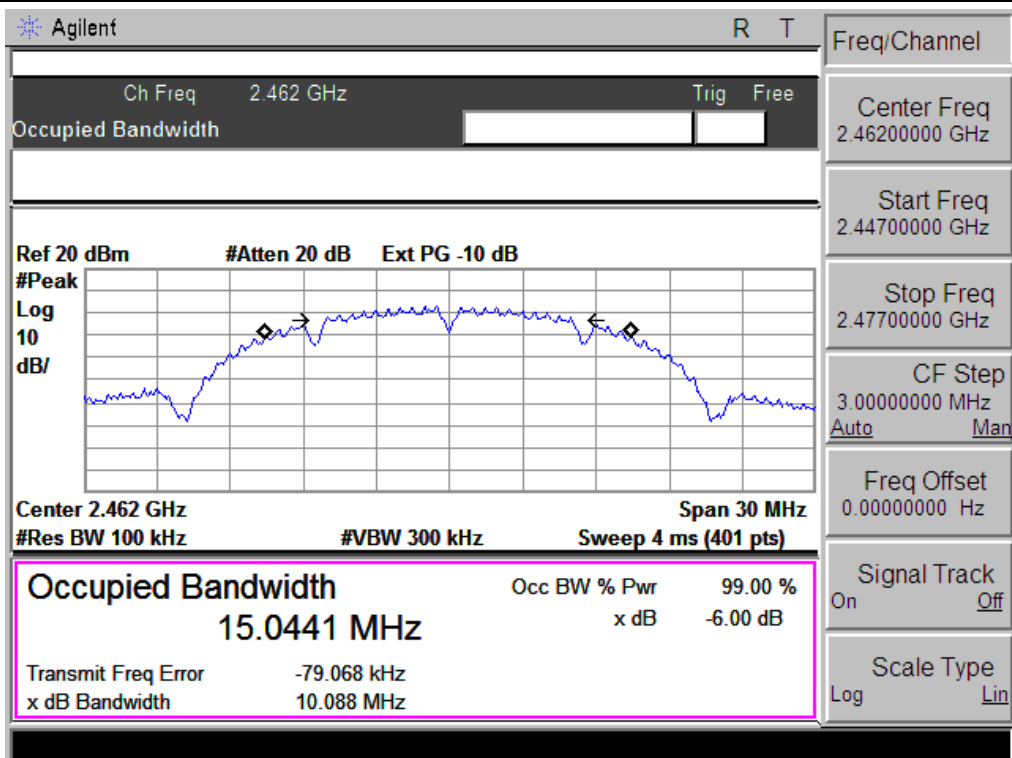 Agilent R T
Ch Freq 2.462 GHz Trig Free
Occupied Bandwidth
Ref 20 dBm #Atten 20 dB Ext PG -10 dB
#Peak
Log
10
dB/
Center 2.462 GHz Span 30 MHz
#Res BW 100 kHz #VBW 300 kHz Sweep 4 ms (401 pts)
Occupied Bandwidth Occ BW % Pwr 99.00 %
15.0441 MHz x dB -6.00 dB
Transmit Freq Error -79.068 kHz
x dB Bandwidth 10.088 MHz
Freq/Channel
Center Freq
2.46200000 GHz
Start Freq
2.44700000 GHz
Stop Freq
2.47700000 GHz
CF Step
3.00000000 MHz
Auto Man
Freq Offset
0.00000000 Hz
Signal Track
On Off
Scale Type
Log Lin